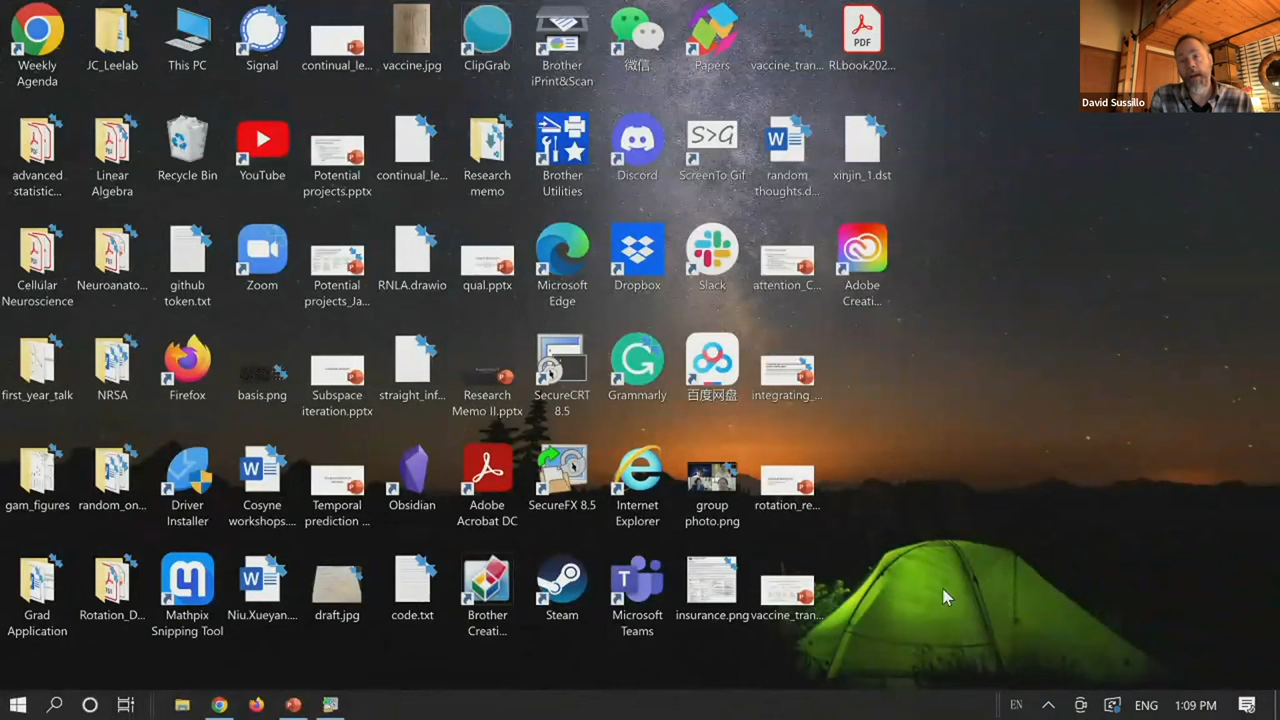 Weekly
Agenda
JC_Leelab
This PC
Signal
continual_le...
vaccine.jpg
ClipGrab
Brother
iPrint&Scan
微信
Papers
vaccine_tran...
PDF
RLbook202...
David Sussillo
advanced
statistic...
Linear
Algebra
Recycle Bin
YouTube
Potential
projects.pptx
continual_le...
Research
memo
Brother
Utilities
Discord
S>G
ScreenTo Gif
random
thoughts.d...
xinjin_1.dst
Cellular
Neuroscience
Neuroanato...
github
token.txt
Zoom
Potential
projects_Ja...
RNLA.drawio
qual.pptx
Microsoft
Edge
Dropbox
Slack
attention_C...
Adobe
Creati...
first_year_talk
NRSA
Firefox
basis.png
Subspace
iteration.pptx
straight_inf...
Research
Memo II.pptx
SecureCRT
8.5
Grammarly
百度网盘
integrating_...
gam_figures
random_on...
Driver
Installer
Cosyne
workshops....
Temporal
prediction ...
Obsidian
Adobe
Acrobat DC
SecureFX 8.5
Internet
Explorer
group
photo.png
rotation_re...
Grad
Application
Rotation_D...
Mathpix
Snipping Tool
Niu.Xueyan....
draft.jpg
code.txt
Brother
Creati...
Steam
Microsoft
Teams
insurance.png
vaccine_tran...
EN
ENG
1:09 PM